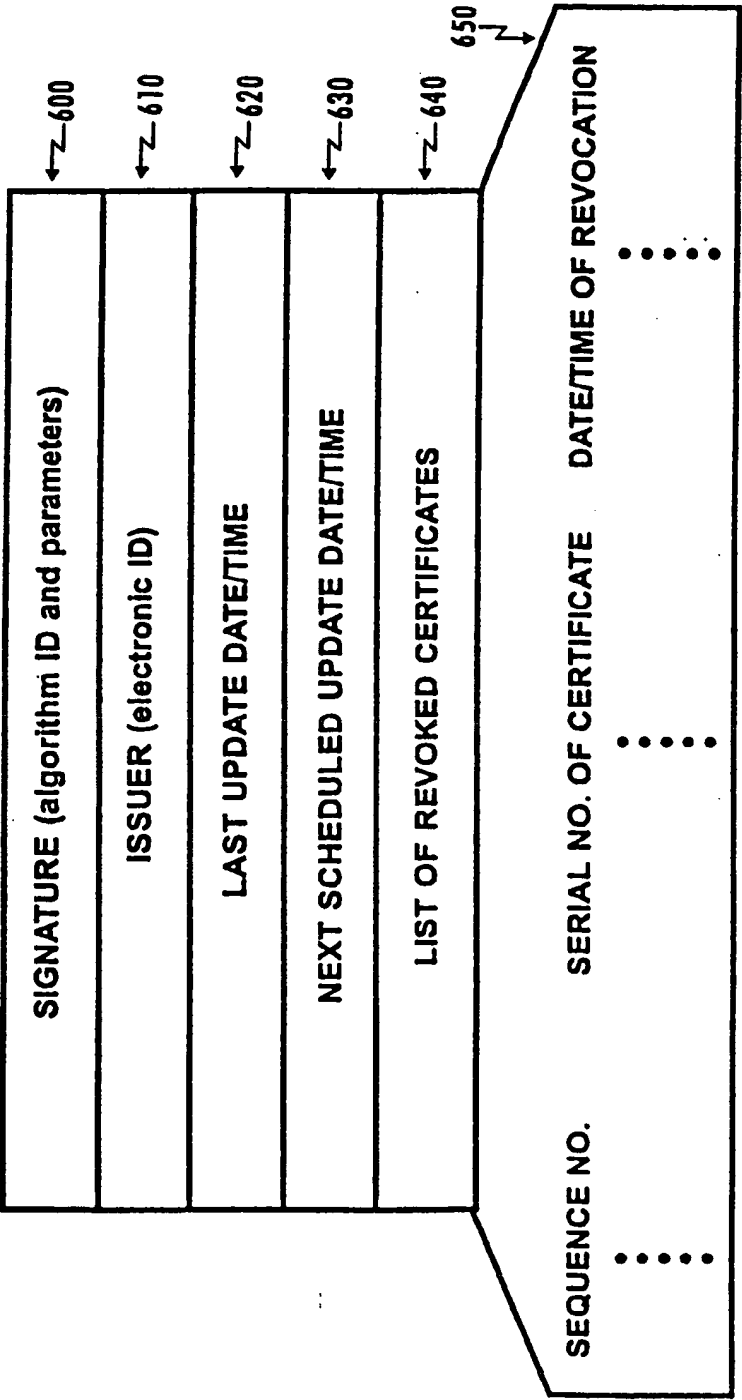 SIGNATURE (algorithm ID and parameters)
600
ISSUER (electronic ID)
610
LAST UPDATE DATE/TIME
620
NEXT SCHEDULED UPDATE DATE/TIME
630
LIST OF REVOKED CERTIFICATES
640
650
SEQUENCE NO. SERIAL NO. OF CERTIFICATE DATE/TIME OF REVOCATION